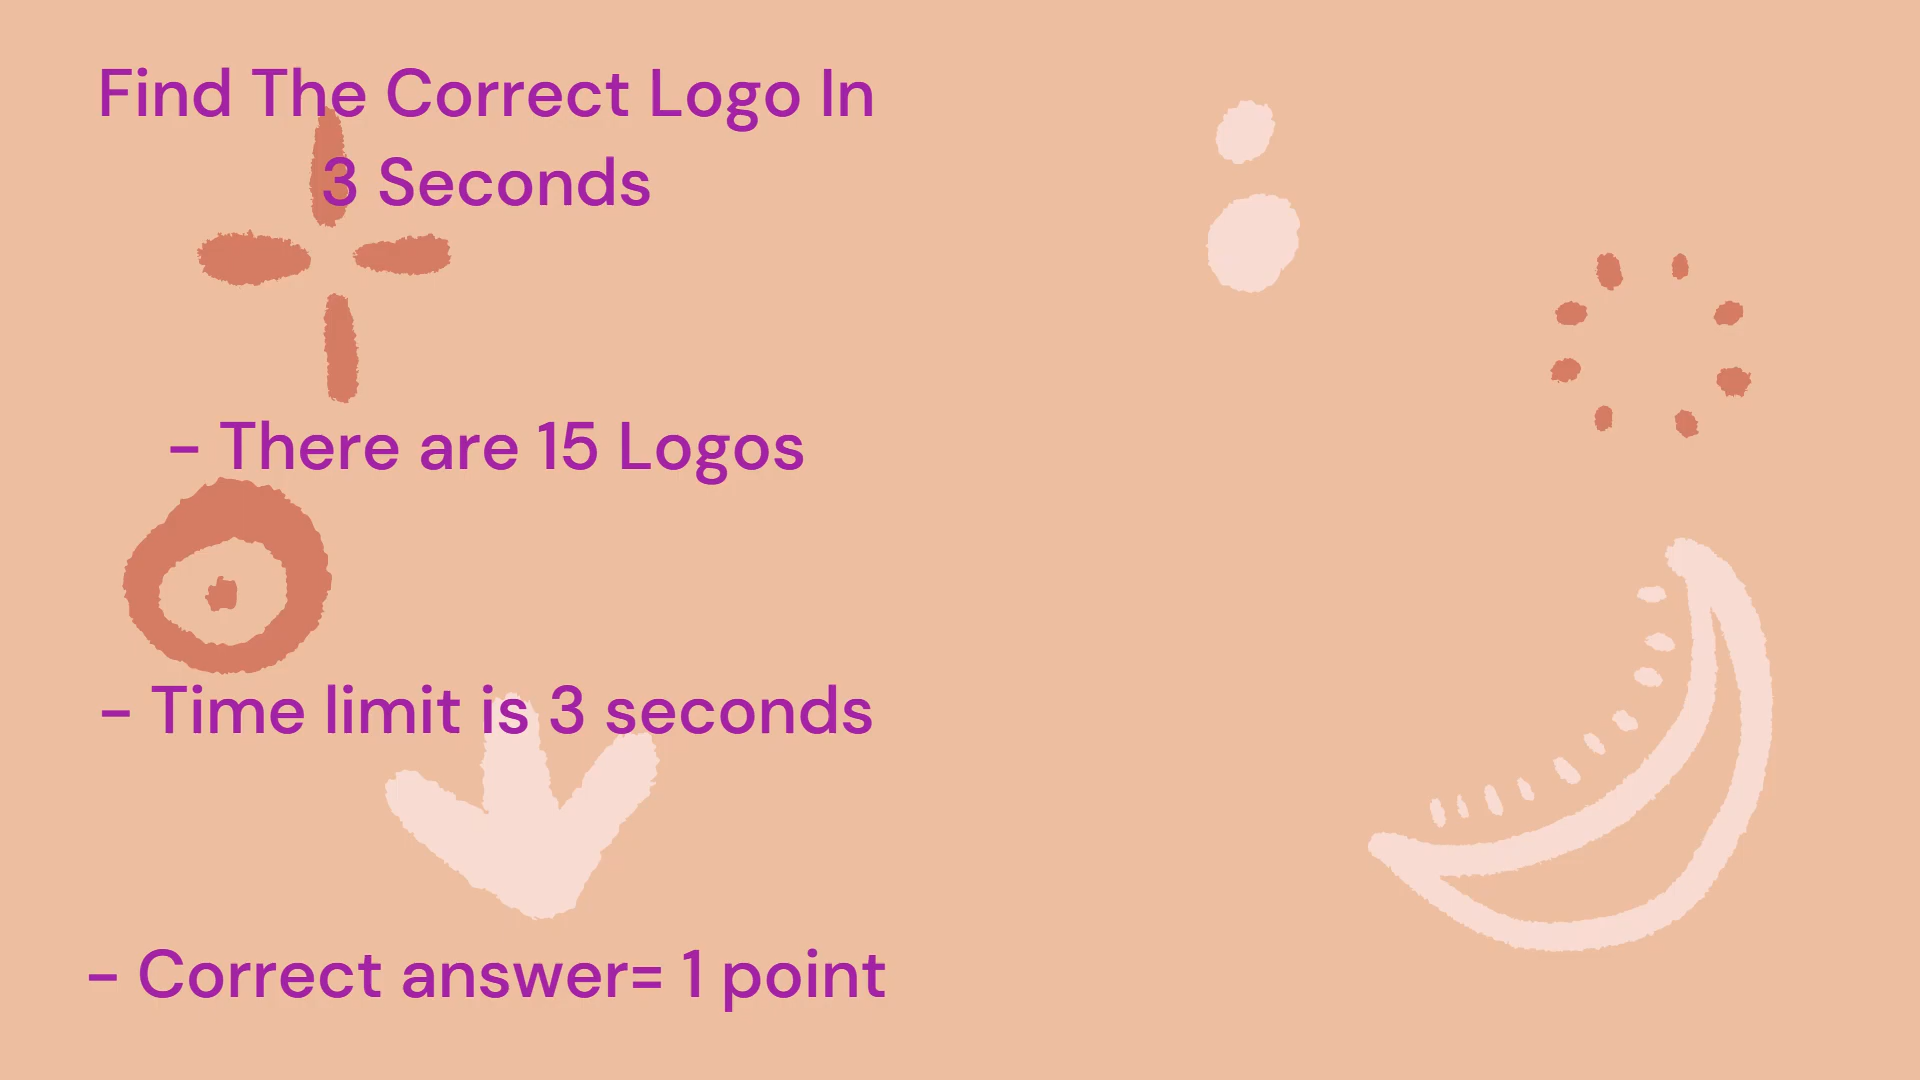 Find The Correct Logo In
3 Seconds
- There are 15 Logos
- Time limit is 3 seconds
- Correct answer= 1 point